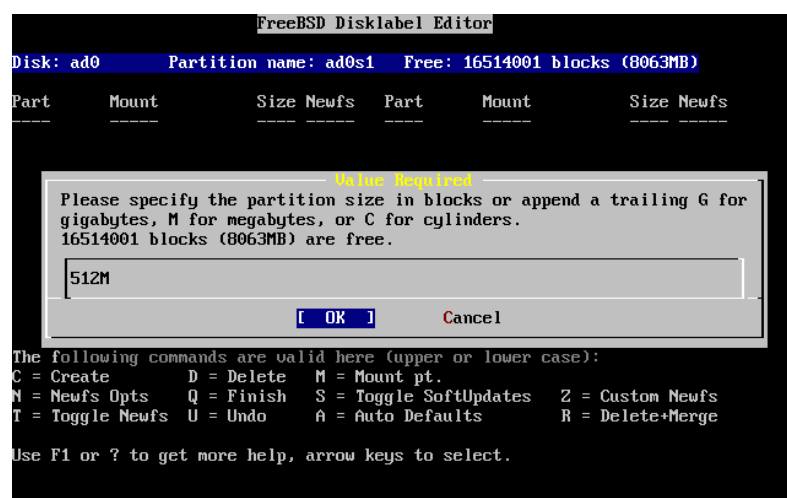 FreeBSD Disklabel Editor
Disk: ad0 Partition name: ad0s1 Free: 16514001 blocks (8063MB)
Part Mount Size Newfs Part Mount Size Newfs
---- ----- ---- ----- ---- ----- ---- -----
Value Required
Please specify the partition size in blocks or append a trailing G for
gigabytes, M for megabytes, or C for cylinders.
16514001 blocks (8063MB) are free.
512M
[ OK ] Cancel
The following commands are valid here (upper or lower case):
C = Create D = Delete M = Mount pt.
N = Newfs Opts Q = Finish S = Toggle SoftUpdates Z = Custom Newfs
T = Toggle Newfs U = Undo A = Auto Defaults R = Delete+Merge
Use F1 or ? to get more help, arrow keys to select.